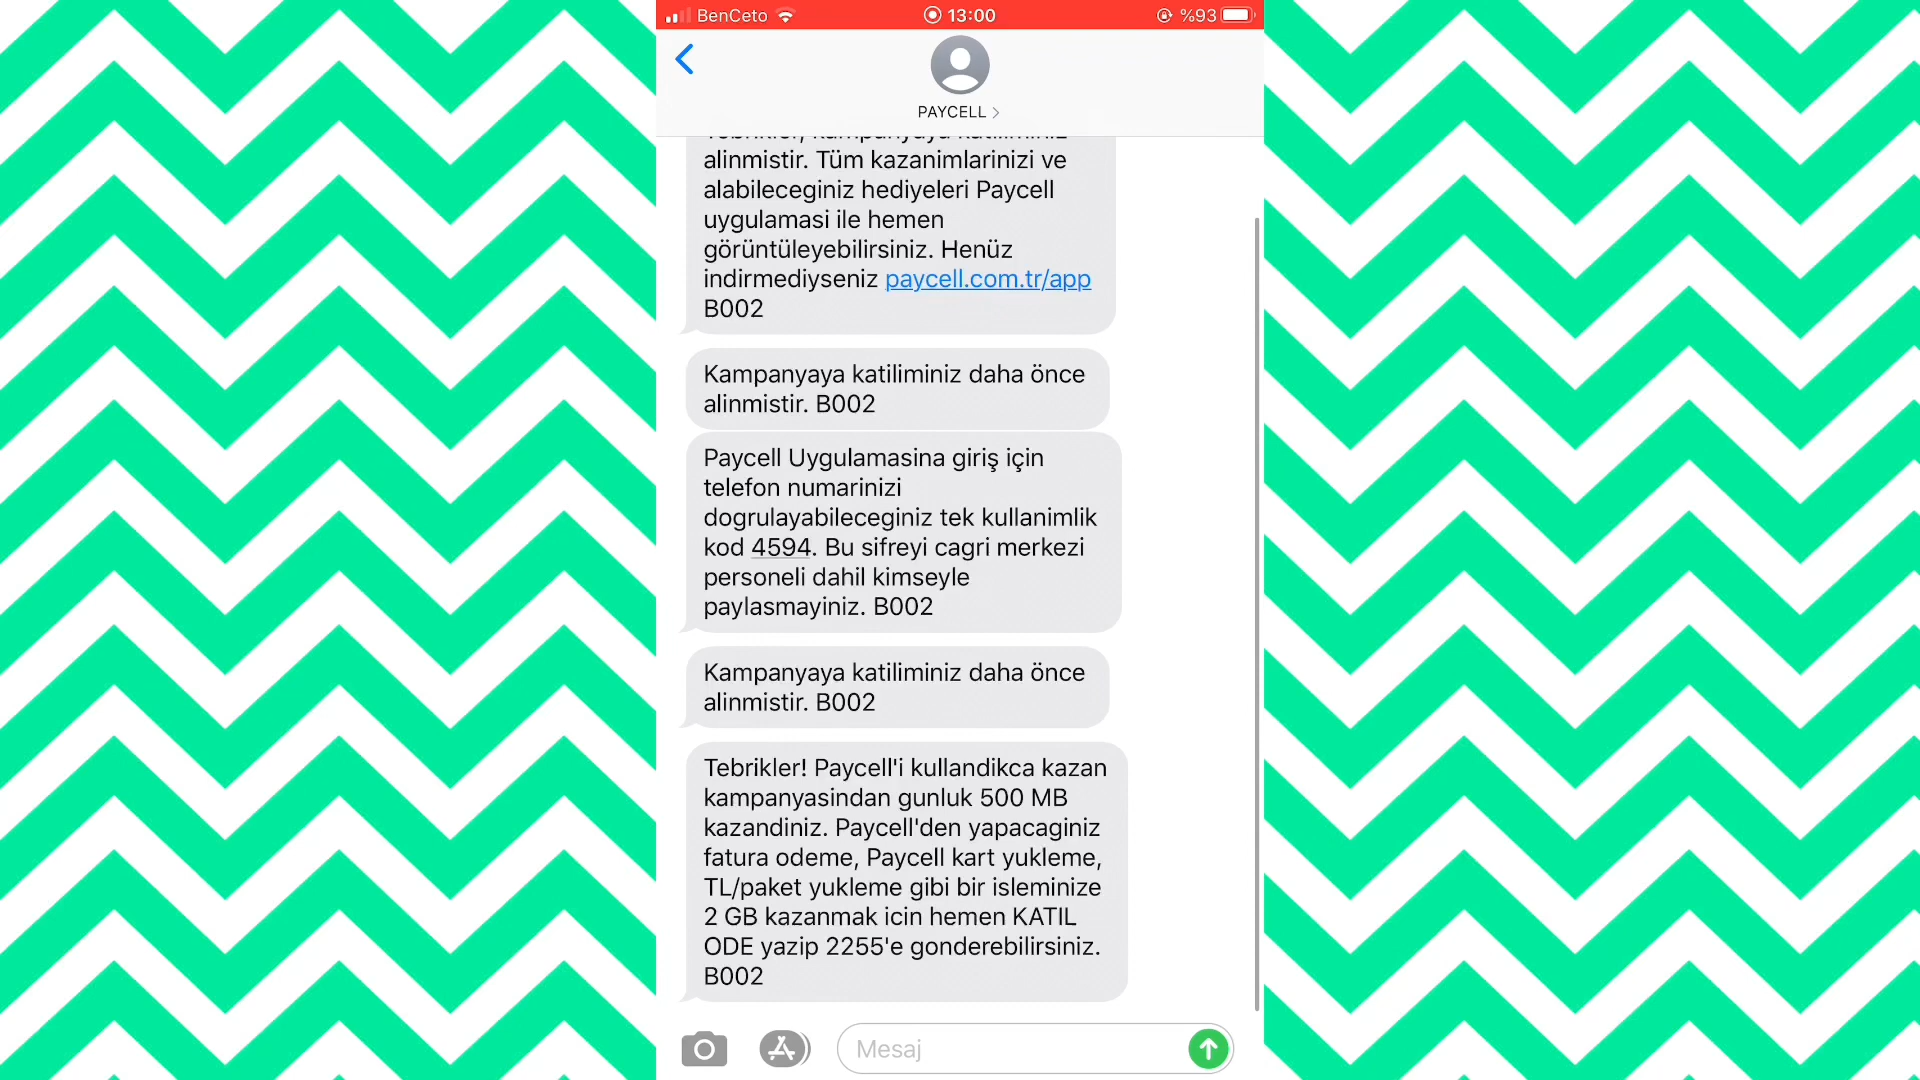 BenCeto
13:00
%93
PAYCELL
Tebrikler, kampanyaya katiliminiz
alinmistir. Tüm kazanimlarinizi ve
alabileceginiz hediyeleri Paycell
uygulamasi ile hemen
görüntüleyebilirsiniz. Henüz
indirmediyseniz paycell.com.tr/app
B002
Kampanyaya katiliminiz daha önce
alinmistir. B002
Paycell Uygulamasina giriş için
telefon numarinizi
dogrulayabileceginiz tek kullanimlik
kod 4594. Bu sifreyi cagri merkezi
personeli dahil kimseyle
paylasmayiniz. B002
Kampanyaya katiliminiz daha önce
alinmistir. B002
Tebrikler! Paycell'i kullandikca kazan
kampanyasindan gunluk 500 MB
kazandiniz. Paycell'den yapacaginiz
fatura odeme, Paycell kart yukleme,
TL/paket yukleme gibi bir isleminize
2 GB kazanmak icin hemen KATIL
ODE yazip 2255'e gonderebilirsiniz.
B002
Mesaj